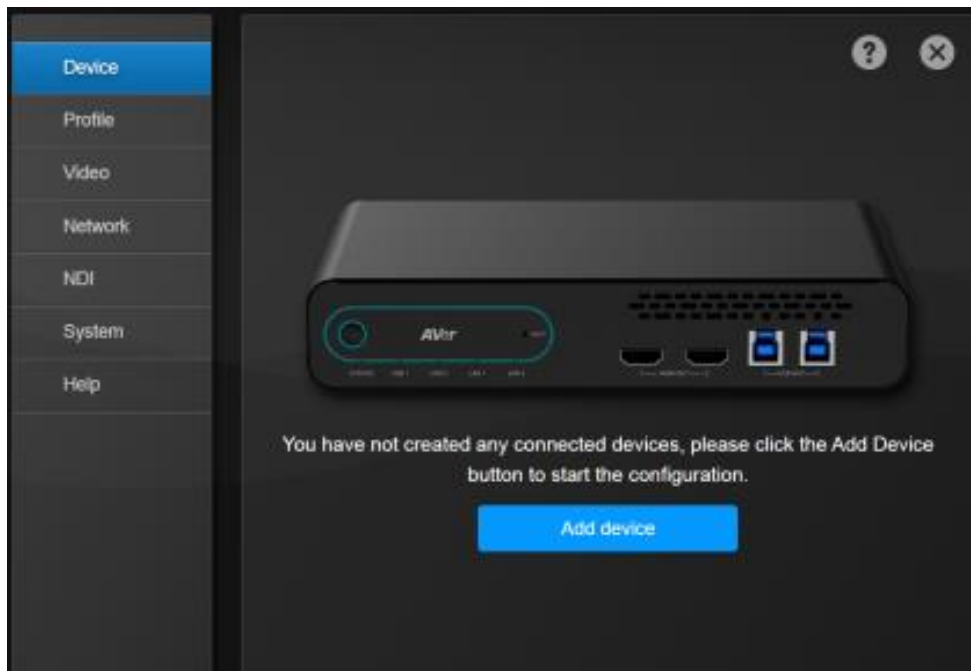 Device
Profile
Video
Network
NDI
System
Help
?
AVer
You have not created any connected devices, please click the Add Device
button to start the configuration.
Add device